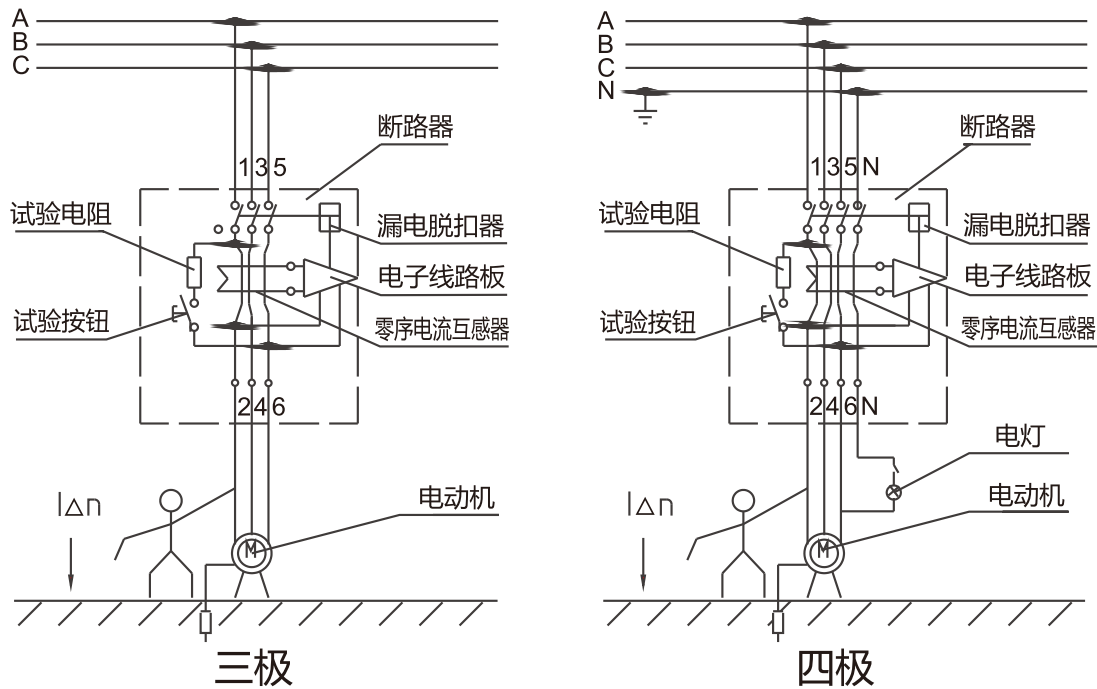 A
B
C
1 3 5
断路器
试验电阻
漏电脱扣器
电子线路板
试验按钮
零序电流互感器
2 4 6
电动机
I△n
M
三极
A
B
C
N
1 3 5 N
断路器
试验电阻
漏电脱扣器
电子线路板
试验按钮
零序电流互感器
2 4 6 N
电灯
电动机
I△n
M
四极